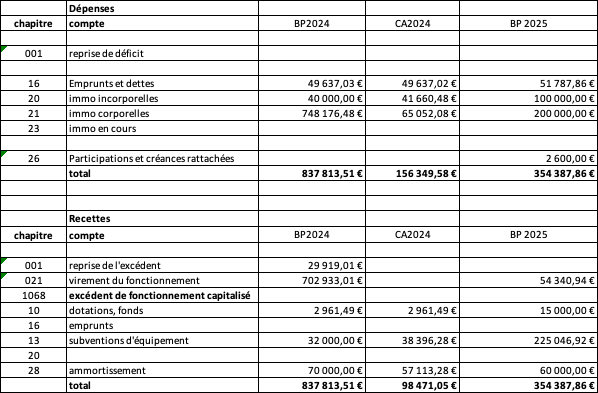 Dépenses
chapitre compte BP2024 CA2024 BP 2025
001 reprise de déficit
16 Emprunts et dettes 49 637,03 € 49 637,02 € 51 787,86 €
20 immo incorporelles 40 000,00 € 41 660,48 € 100 000,00 €
21 immo corporelles 748 176,48 € 65 052,08 € 200 000,00 €
23 immo en cours
26 Participations et créances rattachées 2 600,00 €
total 837 813,51 € 156 349,58 € 354 387,86 €
Recettes
chapitre compte BP2024 CA2024 BP 2025
001 reprise de l'excédent 29 919,01 €
021 virement du fonctionnement 702 933,01 € 54 340,94 €
1068 excédent de fonctionnement capitalisé
10 dotations, fonds 2 961,49 € 2 961,49 € 15 000,00 €
16 emprunts
13 subventions d'équipement 32 000,00 € 38 396,28 € 225 046,92 €
20
28 ammortissement 70 000,00 € 57 113,28 € 60 000,00 €
total 837 813,51 € 98 471,05 € 354 387,86 €